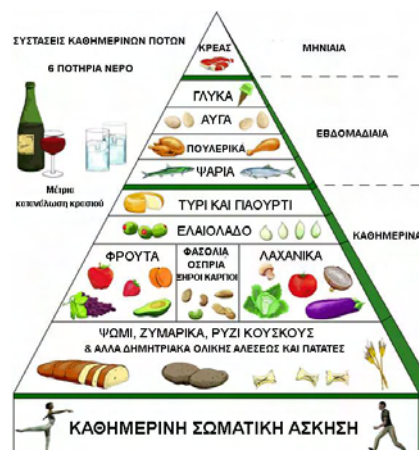 ΣΥΣΤΑΣΕΙΣ ΚΑΘΗΜΕΡΙΝΩΝ ΠΟΤΩΝ
6 ΠΟΤΗΡΙΑ ΝΕΡΟ
Μέτρια
κατανάλωση κρασιού
ΚΡΕΑΣ
ΜΗΝΙΑΙΑ
ΓΛΥΚΑ
ΑΥΓΑ
ΠΟΥΛΕΡΙΚΑ
ΨΑΡΙΑ
ΕΒΔΟΜΑΔΙΑΙΑ
ΤΥΡΙ ΚΑΙ ΓΙΑΟΥΡΤΙ
ΕΛΑΙΟΛΑΔΟ
ΚΑΘΗΜΕΡΙΝΑ
ΦΡΟΥΤΑ
ΦΑΣΟΛΙΑ
ΟΣΠΡΙΑ
ΞΗΡΟΙ ΚΑΡΠΟΙ
ΛΑΧΑΝΙΚΑ
ΨΩΜΙ, ΖΥΜΑΡΙΚΑ, ΡΥΖΙ ΚΟΥΣΚΟΥΣ
& ΑΛΛΑ ΔΗΜΗΤΡΙΑΚΑ ΟΛΙΚΗΣ ΑΛΕΣΕΩΣ ΚΑΙ ΠΑΤΑΤΕΣ
ΚΑΘΗΜΕΡΙΝΗ ΣΩΜΑΤΙΚΗ ΑΣΚΗΣΗ